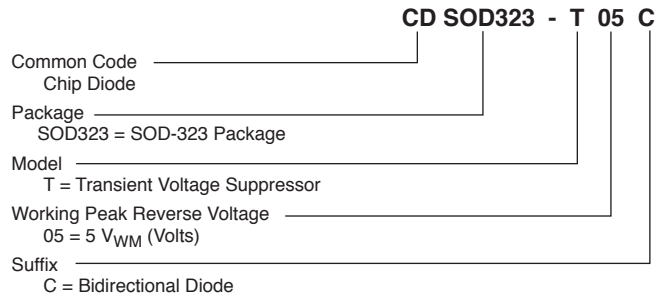 CD SOD323 - T 05 C
Common Code
Chip Diode
Package
SOD323 = SOD-323 Package
Model
T = Transient Voltage Suppressor
Working Peak Reverse Voltage
05 = 5 VWM (Volts)
Suffix
C = Bidirectional Diode